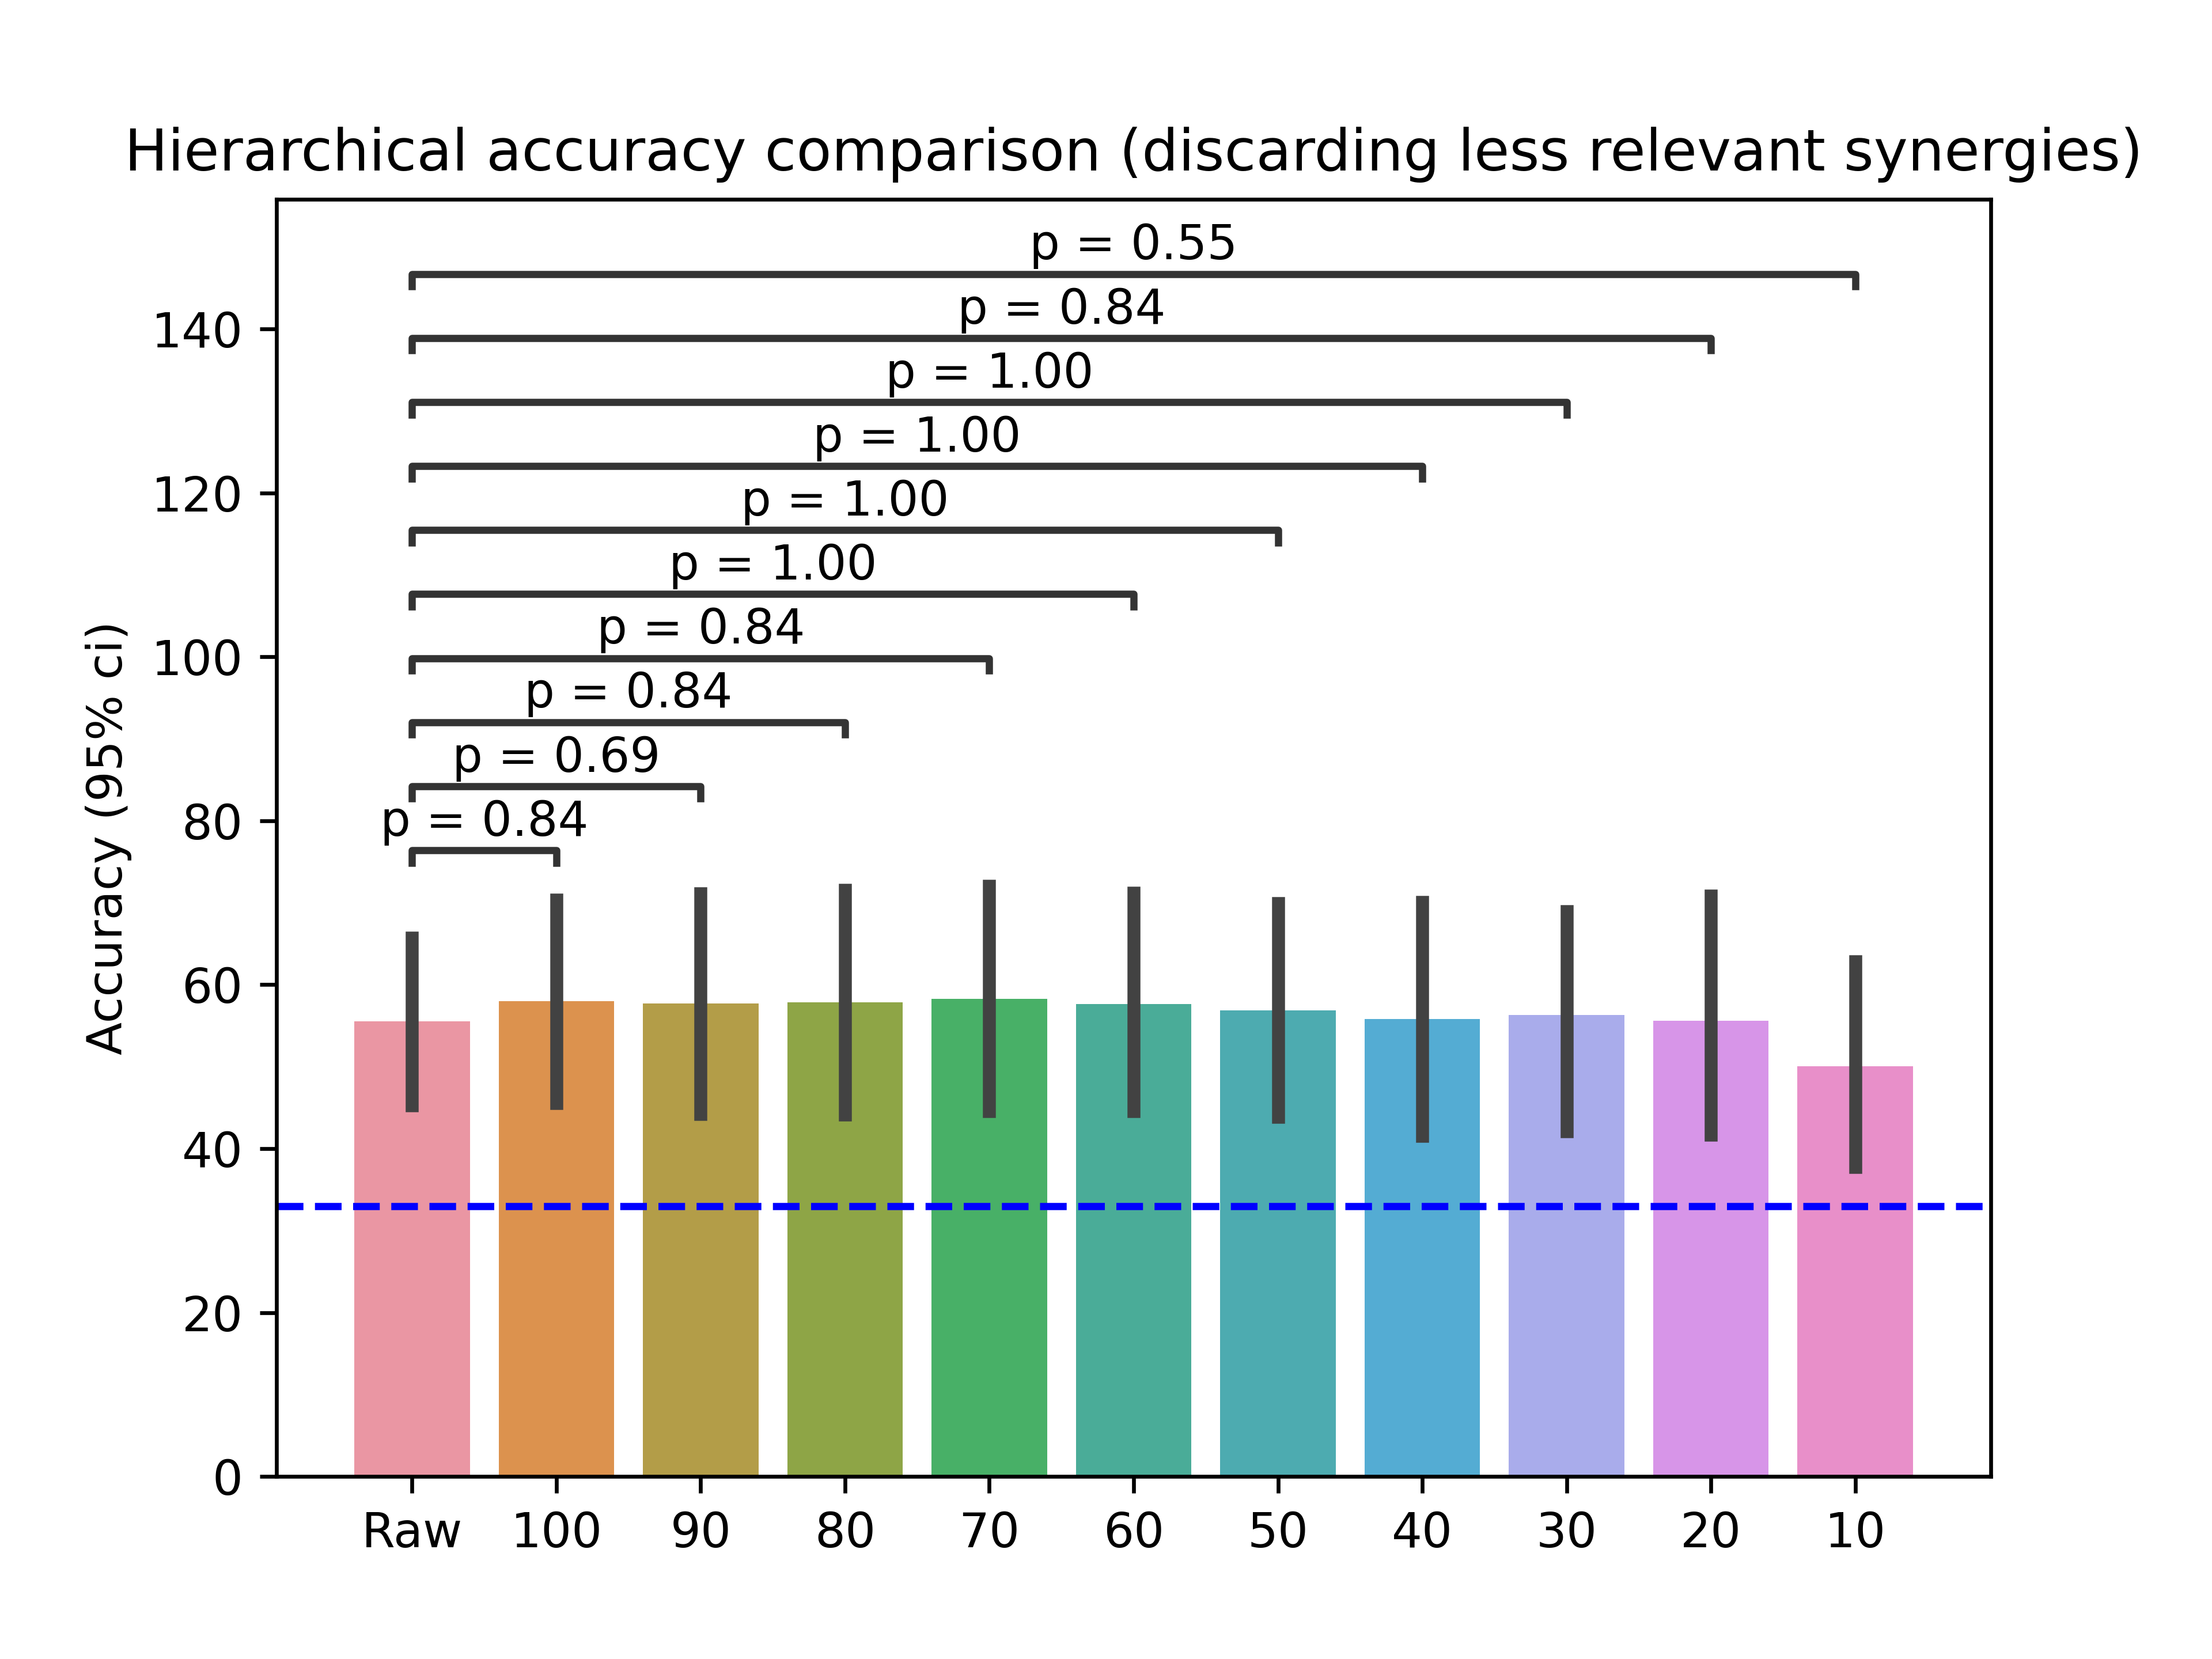 Hierarchical accuracy comparison (discarding less relevant synergies)
p = 0.55
p = 0.84
p = 1.00
p = 1.00
p = 1.00
p = 1.00
p = 0.84
p = 0.84
p = 0.69
p = 0.84
Accuracy (95% ci)
140
120
100
80
60
40
20
0
Raw 100 90 80 70 60 50 40 30 20 10